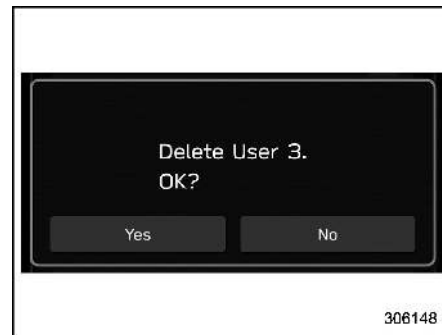 Delete User 3.
OK?
Yes
No
306148